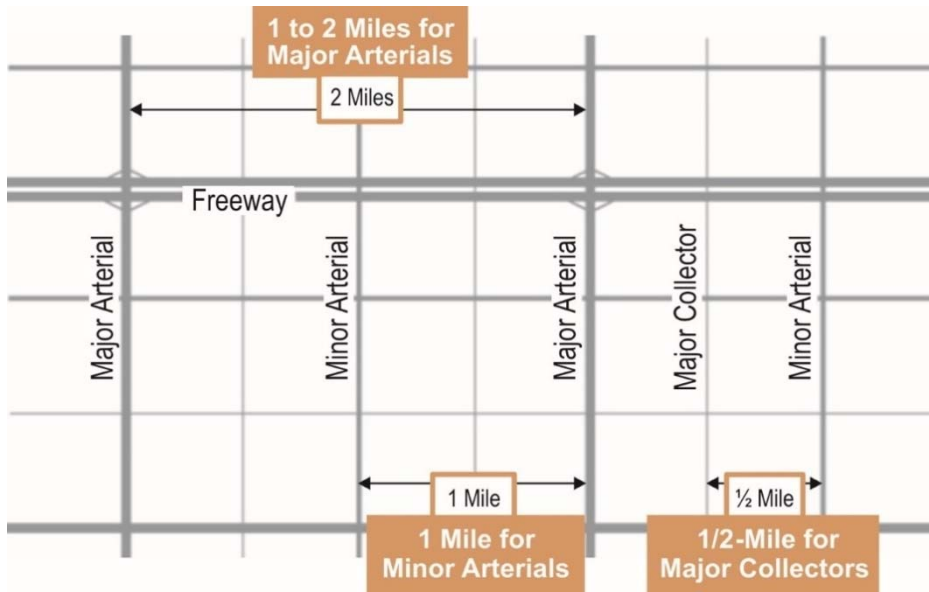 1 to 2 Miles for
Major Arterials
2 Miles
Freeway
Major Arterial
Minor Arterial
Major Arterial
Major Collector
Minor Arterial
1 Mile
½ Mile
1 Mile for
Minor Arterials
1/2-Mile for
Major Collectors